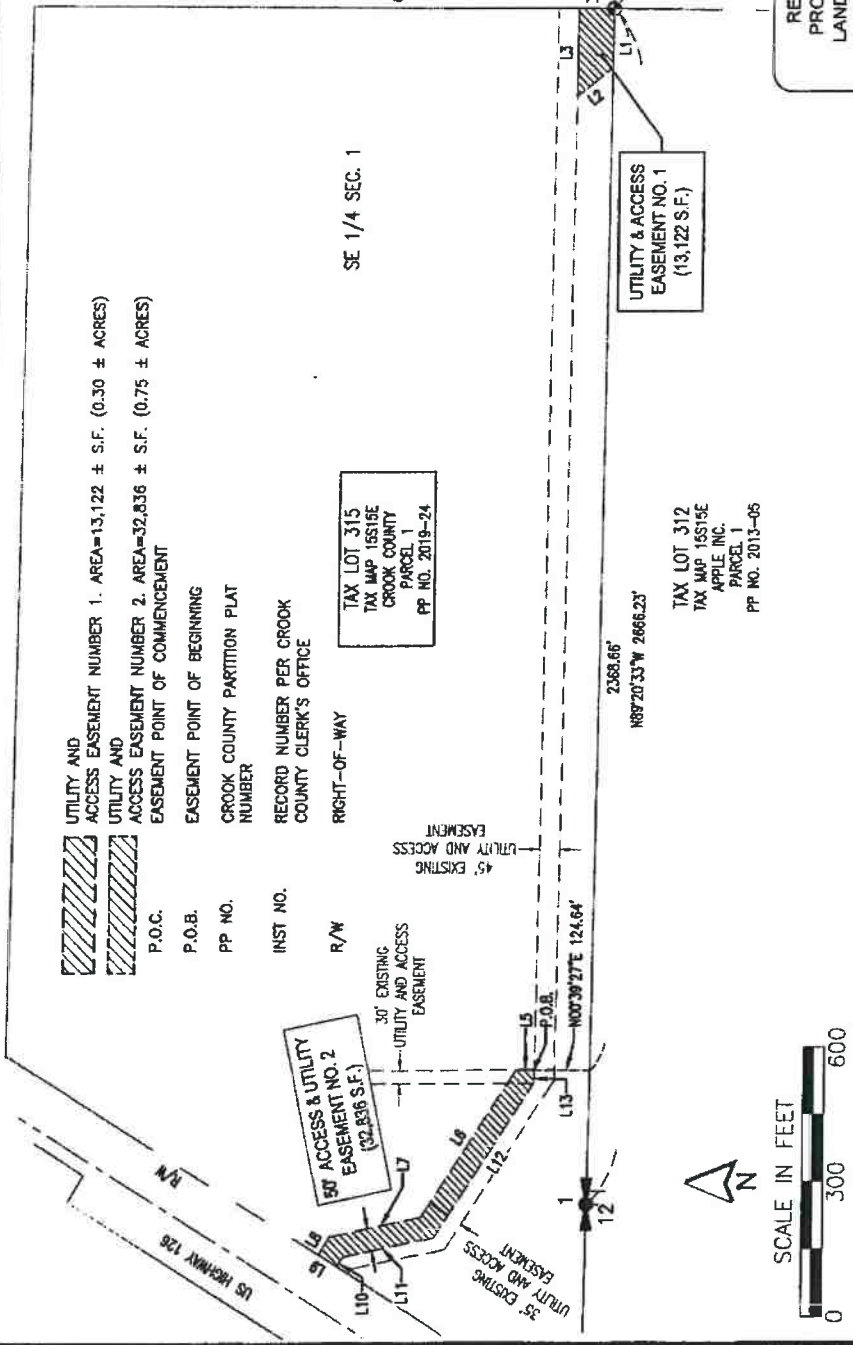 UTILITY AND
ACCESS EASEMENT NUMBER 1. AREA=13,122 ± S.F. (0.30 ± ACRES)
UTILITY AND
ACCESS EASEMENT NUMBER 2. AREA=32,836 ± S.F. (0.75 ± ACRES)
P.O.C. EASEMENT POINT OF COMMENCEMENT
P.O.B. EASEMENT POINT OF BEGINNING
PP NO. CROOK COUNTY PARTITION PLAT
NUMBER
INST NO. RECORD NUMBER PER CROOK
COUNTY CLERK'S OFFICE
R/W RIGHT-OF-WAY
US HIGHWAY 126
R/W
50' ACCESS & UTILITY
EASEMENT NO. 2
(32,836 S.F.)
30' EXISTING
UTILITY AND ACCESS
EASEMENT
45' EXISTING
UTILITY AND ACCESS
EASEMENT
35' EXISTING
UTILITY AND ACCESS
EASEMENT
TAX LOT 315
TAX MAP 15S15E
CROOK COUNTY
PARCEL 1
PP NO. 2019-24
SE 1/4 SEC. 1
L8
L9
L10
L11
L7
L6
L12
L5
P.O.B.
L13
N00°39'27"E 124.64'
L3
L2
L1
UTILITY & ACCESS
EASEMENT NO. 1
(13,122 S.F.)
2368.66'
N89°20'33"W 2666.23'
TAX LOT 312
TAX MAP 15S15E
APPLE INC.
PARCEL 1
PP NO. 2013-05
1
12
N
SCALE IN FEET
0 300 600
RE
PRO
LAND